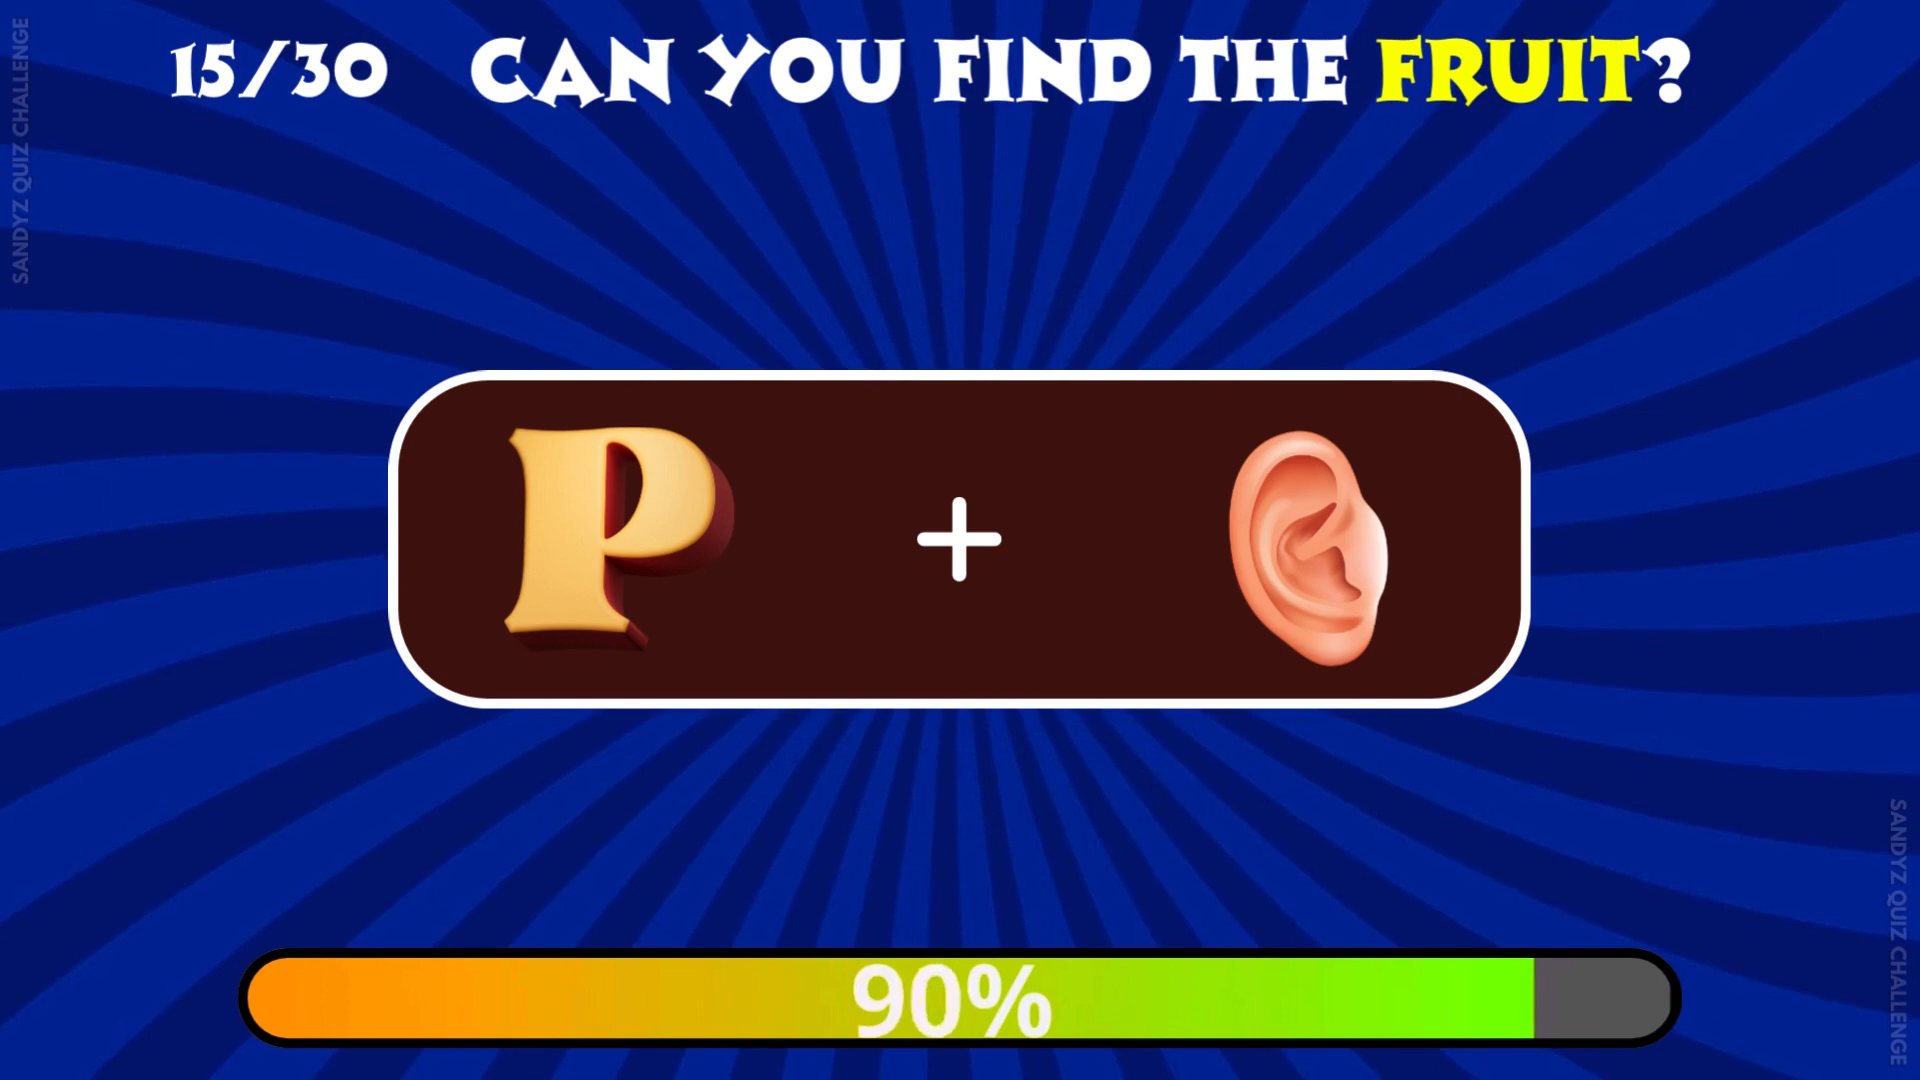 15/30 CAN YOU FIND THE FRUIT?
SANDYZ QUIZ CHALLENGE
P +
90%
SANDYZ QUIZ CHALLENGE